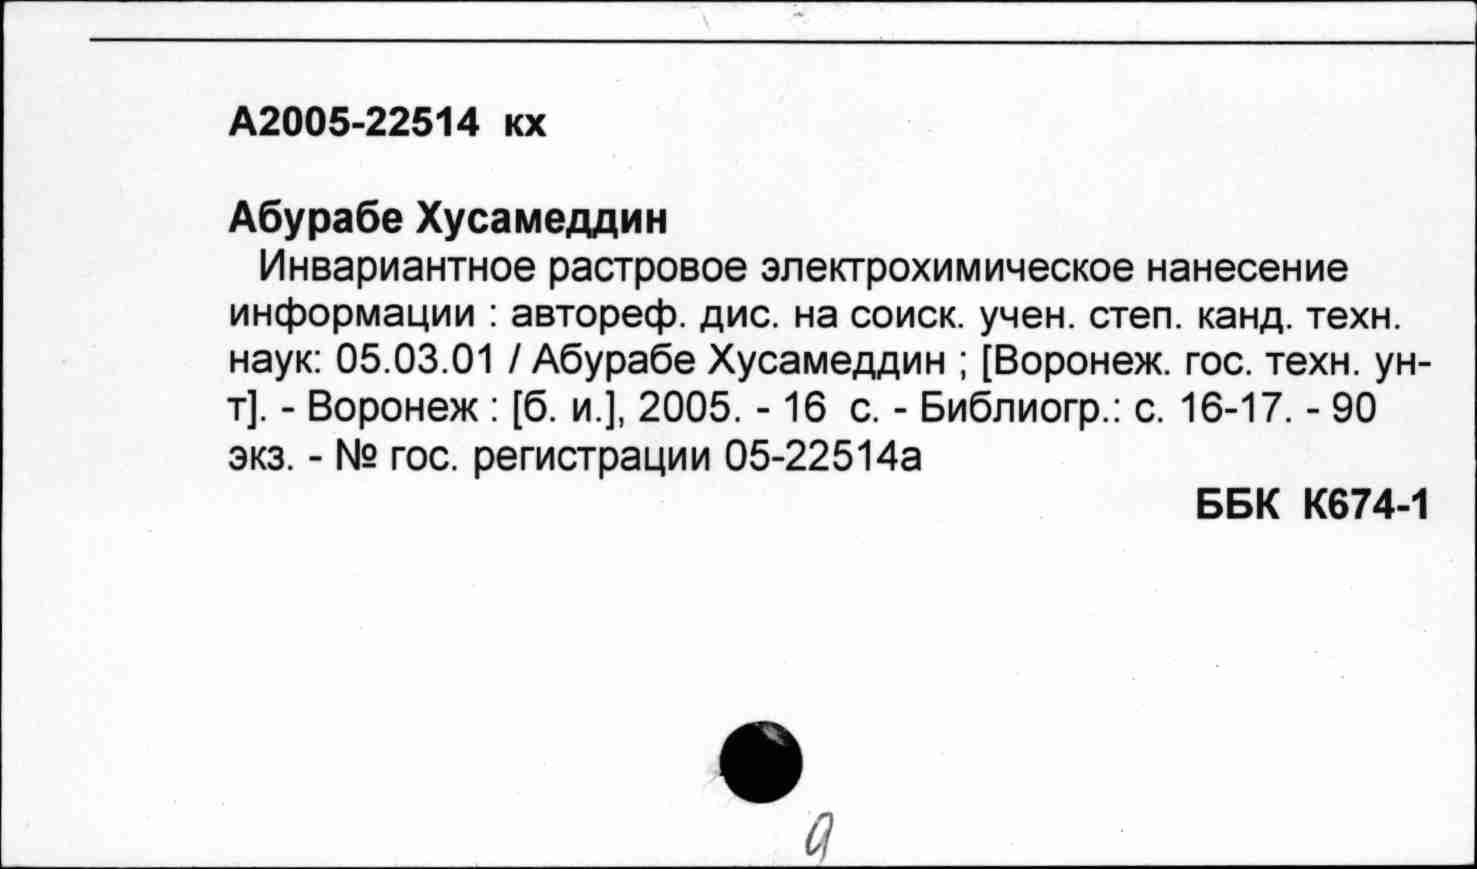 А2005-22514 кх
Абурабе Хусамеддин
Инвариантное растровое электрохимическое нанесение
информации : автореф. дис. на соиск. учен. степ. канд. техн.
наук: 05.03.01 / Абурабе Хусамеддин ; [Воронеж. гос. техн. ун-
т]. - Воронеж : [б. и.], 2005. - 16 с. - Библиогр.: с. 16-17. - 90
экз. - № гос. регистрации 05-22514а
ББК К674-1